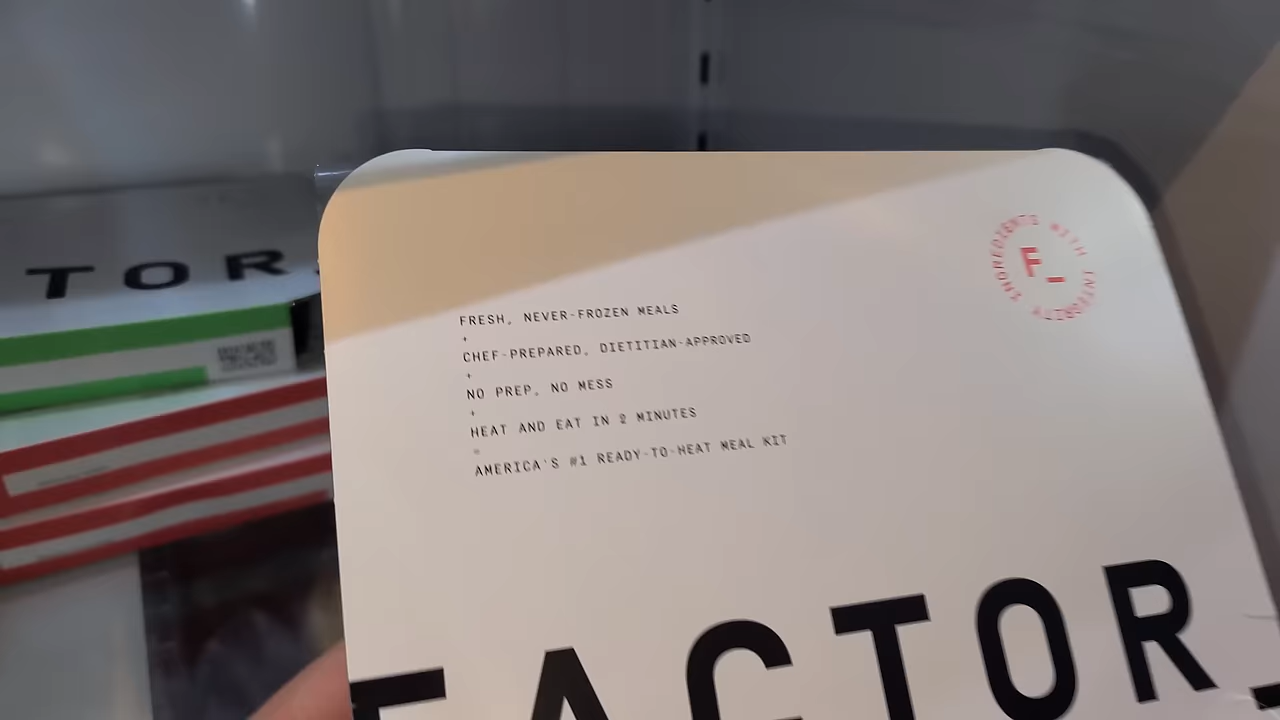 TOR
FRESH, NEVER-FROZEN MEALS
+
CHEF-PREPARED, DIETITIAN-APPROVED
+
NO PREP, NO MESS
+
HEAT AND EAT IN 2 MINUTES
=
AMERICA'S #1 READY-TO-HEAT MEAL KIT
INGREDIENTS WITH INTEGRITY
F_
FACTOR_